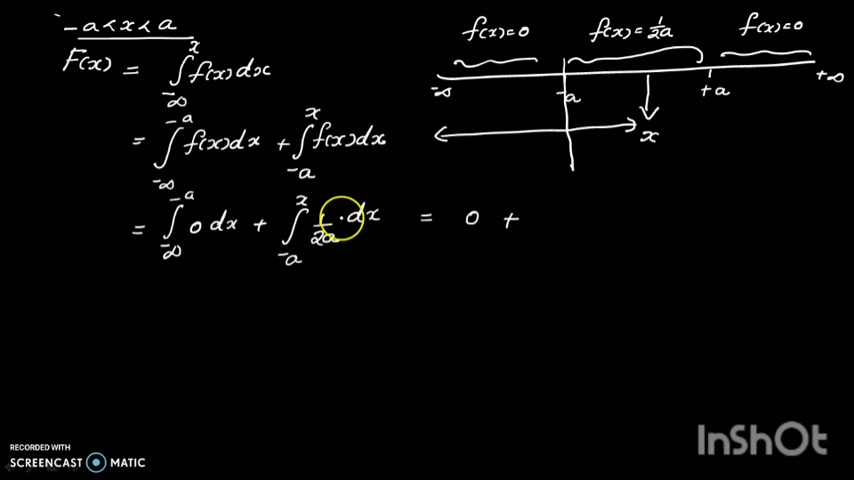 -a<x<a
f(x)=0 f(x)=1/2a f(x)=0
F(x) = ∫_{-∞}^{x} f(x)dx
-∞ -a +a +∞
x
= ∫_{-∞}^{-a} f(x)dx + ∫_{-a}^{x} f(x)dx
= ∫_{-∞}^{-a} 0 dx + ∫_{-a}^{x} 1/2a · dx = 0 +
InShOt
RECORDED WITH
SCREENCAST MATIC